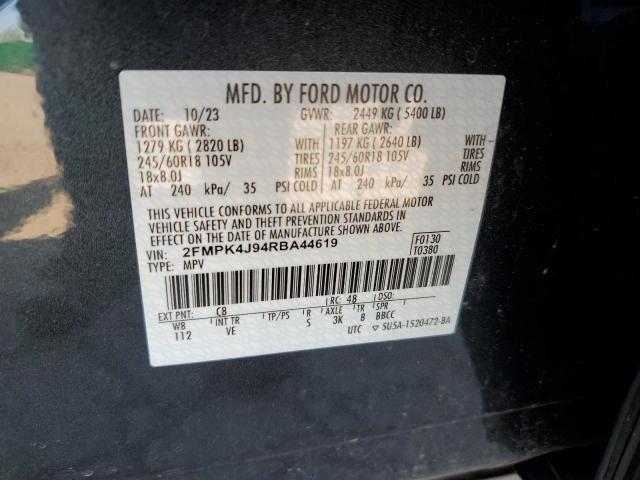 MFD. BY FORD MOTOR CO.
DATE: 10/23 GVWR: 2449 KG ( 5400 LB)
FRONT GAWR: REAR GAWR:
1279 KG ( 2820 LB) WITH 1197 KG ( 2640 LB) WITH
245/60R18 105V TIRES 245/60R18 105V TIRES
18x8.0J RIMS 18x8.0J RIMS
AT 240 kPa/ 35 PSI COLD AT 240 kPa/ 35 PSI COLD
THIS VEHICLE CONFORMS TO ALL APPLICABLE FEDERAL MOTOR
VEHICLE SAFETY AND THEFT PREVENTION STANDARDS IN
EFFECT ON THE DATE OF MANUFACTURE SHOWN ABOVE.
VIN: 2FMPK4J94RBA44619 F0130
TYPE: MPV T0380
EXT PNT: C8 RC: 48 DSO:
WB INT TR TP/PS R AXLE TR SPR
112 VE S 3K 8 BBCC
UTC ▽ 5U5A-1520472-BA